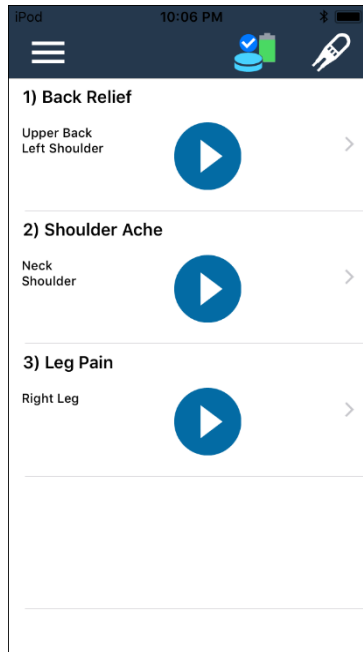 iPod 10:06 PM
1) Back Relief
Upper Back
Left Shoulder
2) Shoulder Ache
Neck
Shoulder
3) Leg Pain
Right Leg